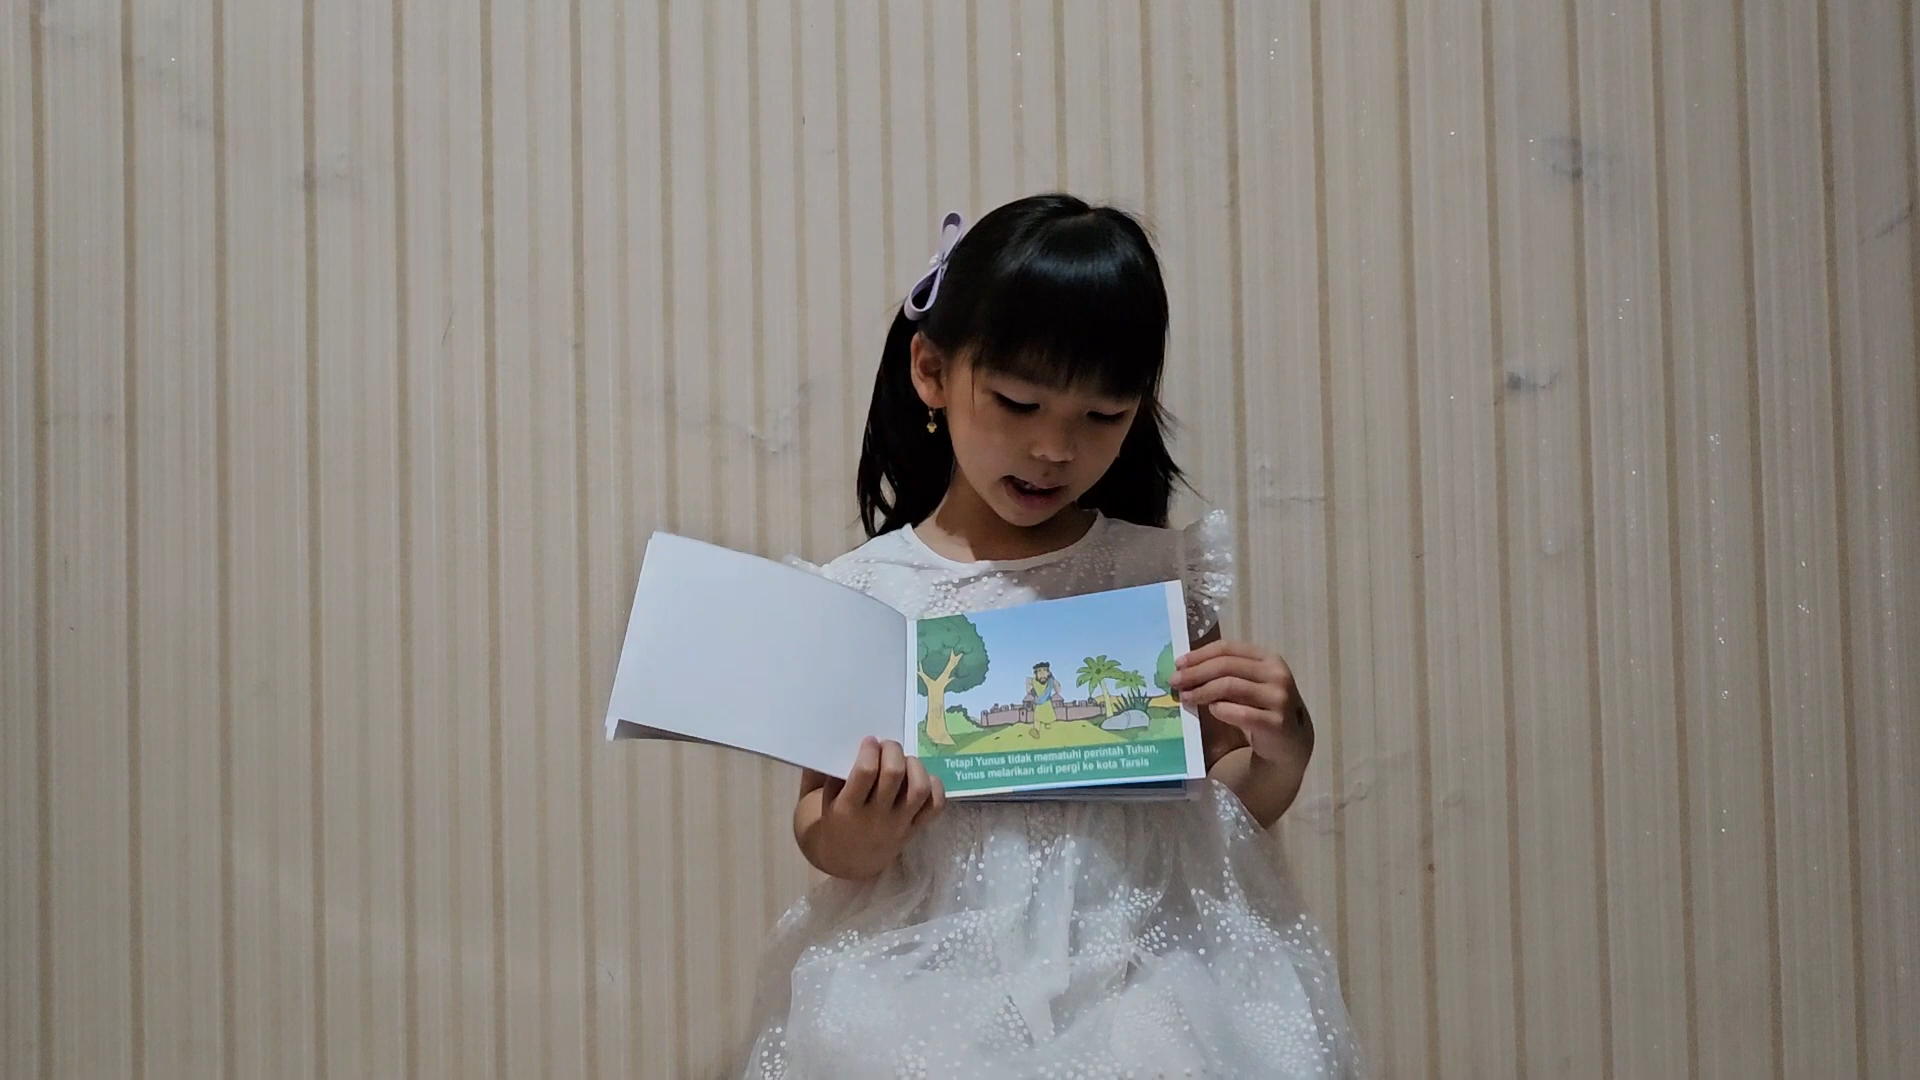 Tetapi Yunus tidak mematuhi perintah Tuhan,
Yunus melarikan diri pergi ke kota Tarsis